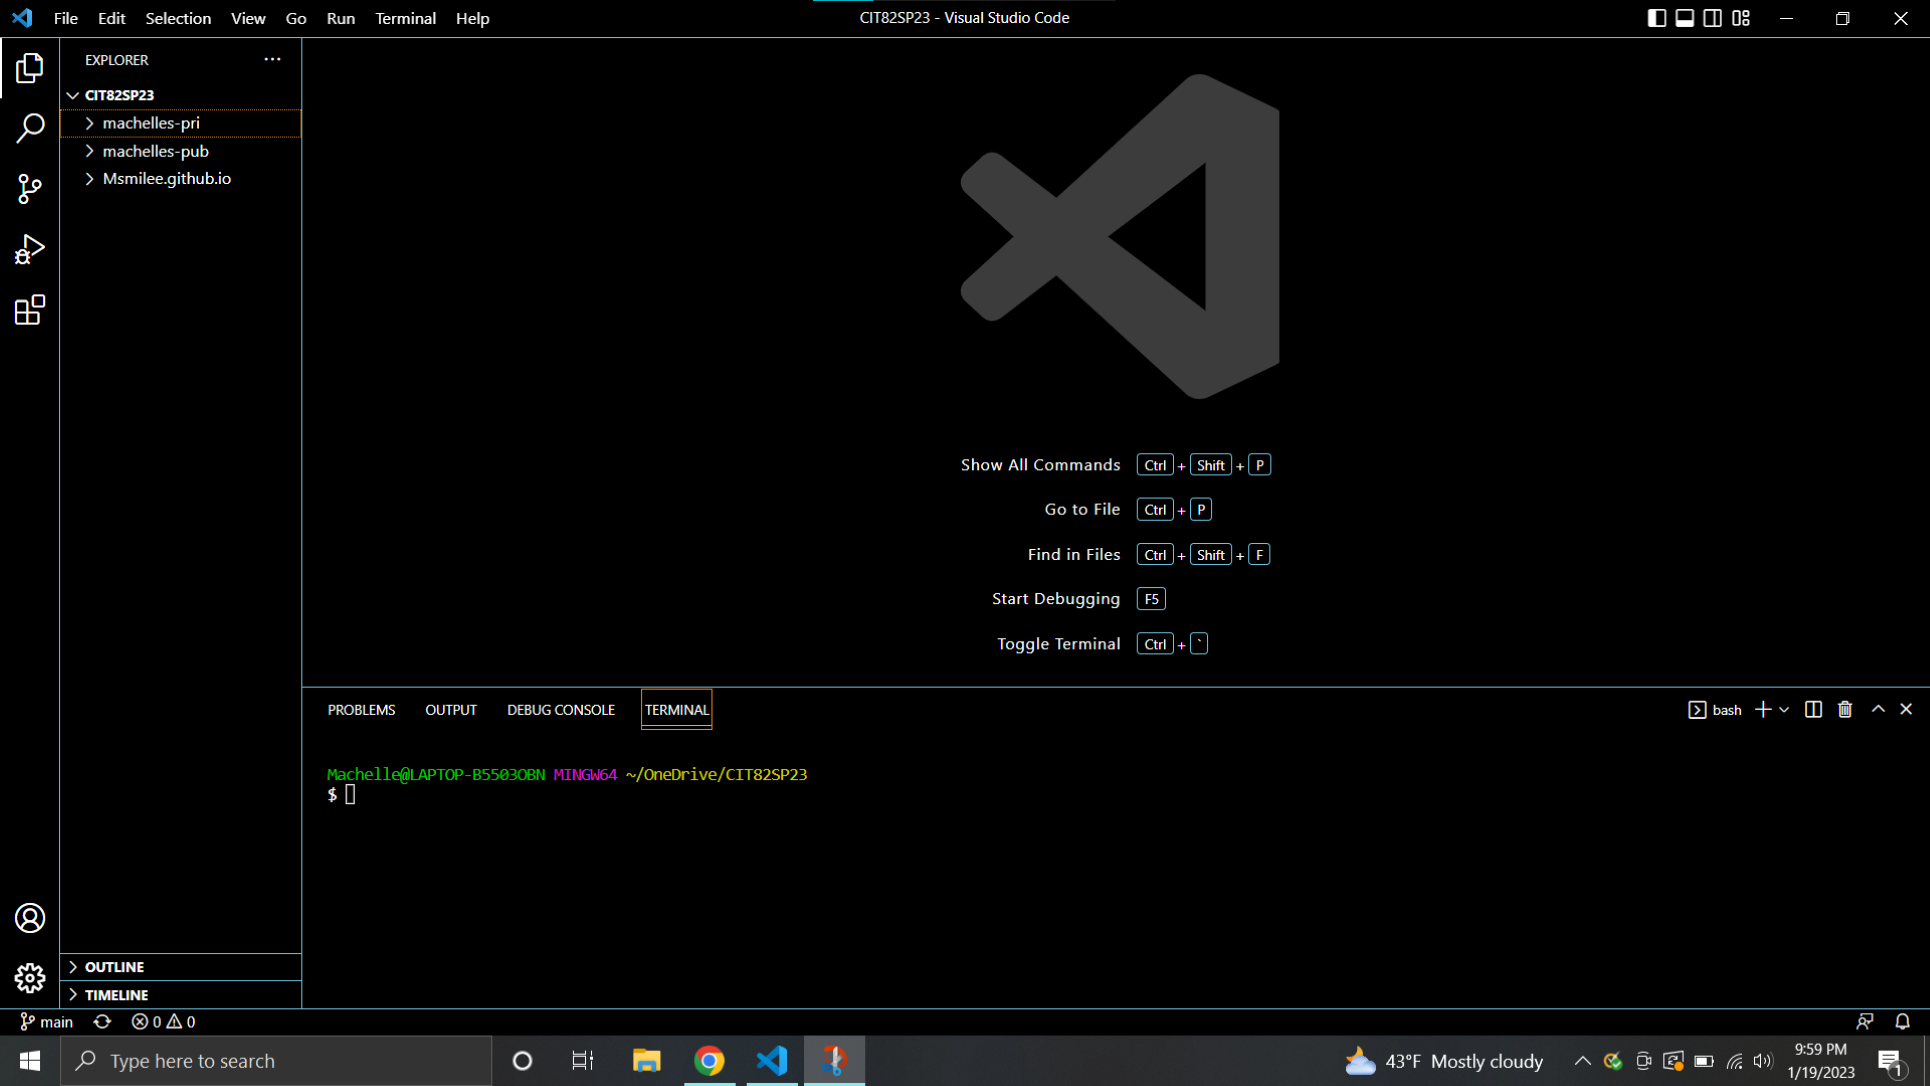 File Edit Selection View Go Run Terminal Help
CIT82SP23 - Visual Studio Code
EXPLORER
CIT82SP23
machelles-pri
machelles-pub
Msmilee.github.io
Show All Commands Ctrl + Shift + P
Go to File Ctrl + P
Find in Files Ctrl + Shift + F
Start Debugging F5
Toggle Terminal Ctrl + `
PROBLEMS OUTPUT DEBUG CONSOLE TERMINAL
bash
Machelle@LAPTOP-B5503OBN MINGW64 ~/OneDrive/CIT82SP23
$
OUTLINE
TIMELINE
main 0 0
Type here to search
43°F Mostly cloudy
9:59 PM
1/19/2023
1